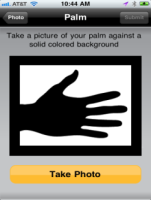 AT&T 10:44 AM
Photo Palm Submit
Take a picture of your palm against a
solid colored background
Take Photo